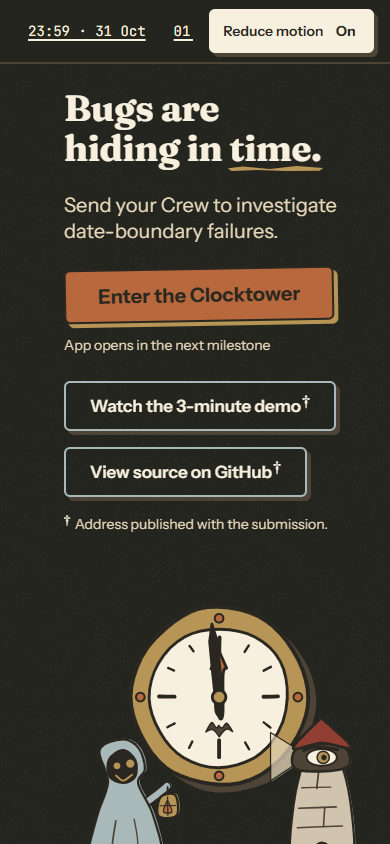 23:59 · 31 Oct 01 Reduce motion On
Bugs are
hiding in time.
Send your Crew to investigate
date-boundary failures.
Enter the Clocktower
App opens in the next milestone
Watch the 3-minute demo†
View source on GitHub†
† Address published with the submission.